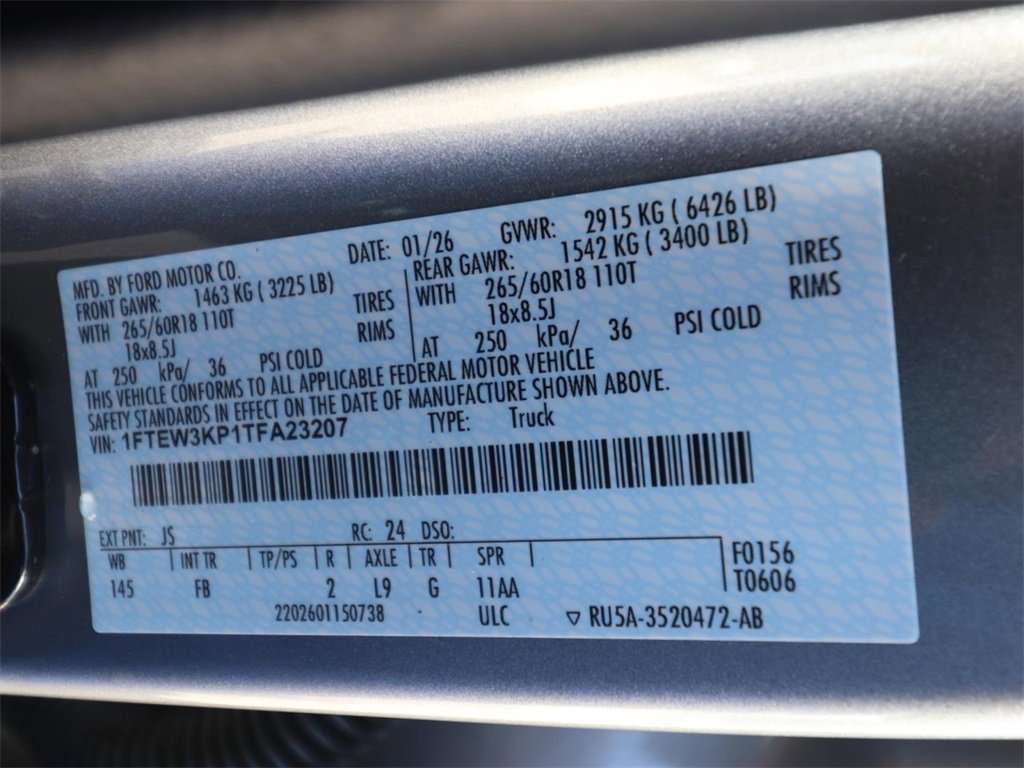 MFD. BY FORD MOTOR CO. DATE: 01/26 GVWR: 2915 KG ( 6426 LB)
FRONT GAWR: 1463 KG ( 3225 LB) REAR GAWR: 1542 KG ( 3400 LB)
WITH 265/60R18 110T TIRES WITH 265/60R18 110T TIRES
18x8.5J RIMS 18x8.5J RIMS
AT 250 kPa/ 36 PSI COLD AT 250 kPa/ 36 PSI COLD
THIS VEHICLE CONFORMS TO ALL APPLICABLE FEDERAL MOTOR VEHICLE
SAFETY STANDARDS IN EFFECT ON THE DATE OF MANUFACTURE SHOWN ABOVE.
VIN: 1FTEW3KP1TFA23207 TYPE: Truck
EXT PNT: JS RC: 24 DSO:
WB INT TR TP/PS R AXLE TR SPR F0156
145 FB 2 L9 G 11AA T0606
2202601150738 ULC ▽ RU5A-3520472-AB